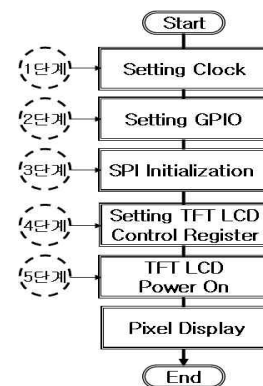 Start
1단계
Setting Clock
2단계
Setting GPIO
3단계
SPI Initialization
4단계
Setting TFT LCD
Control Register
5단계
TFT LCD
Power On
Pixel Display
End